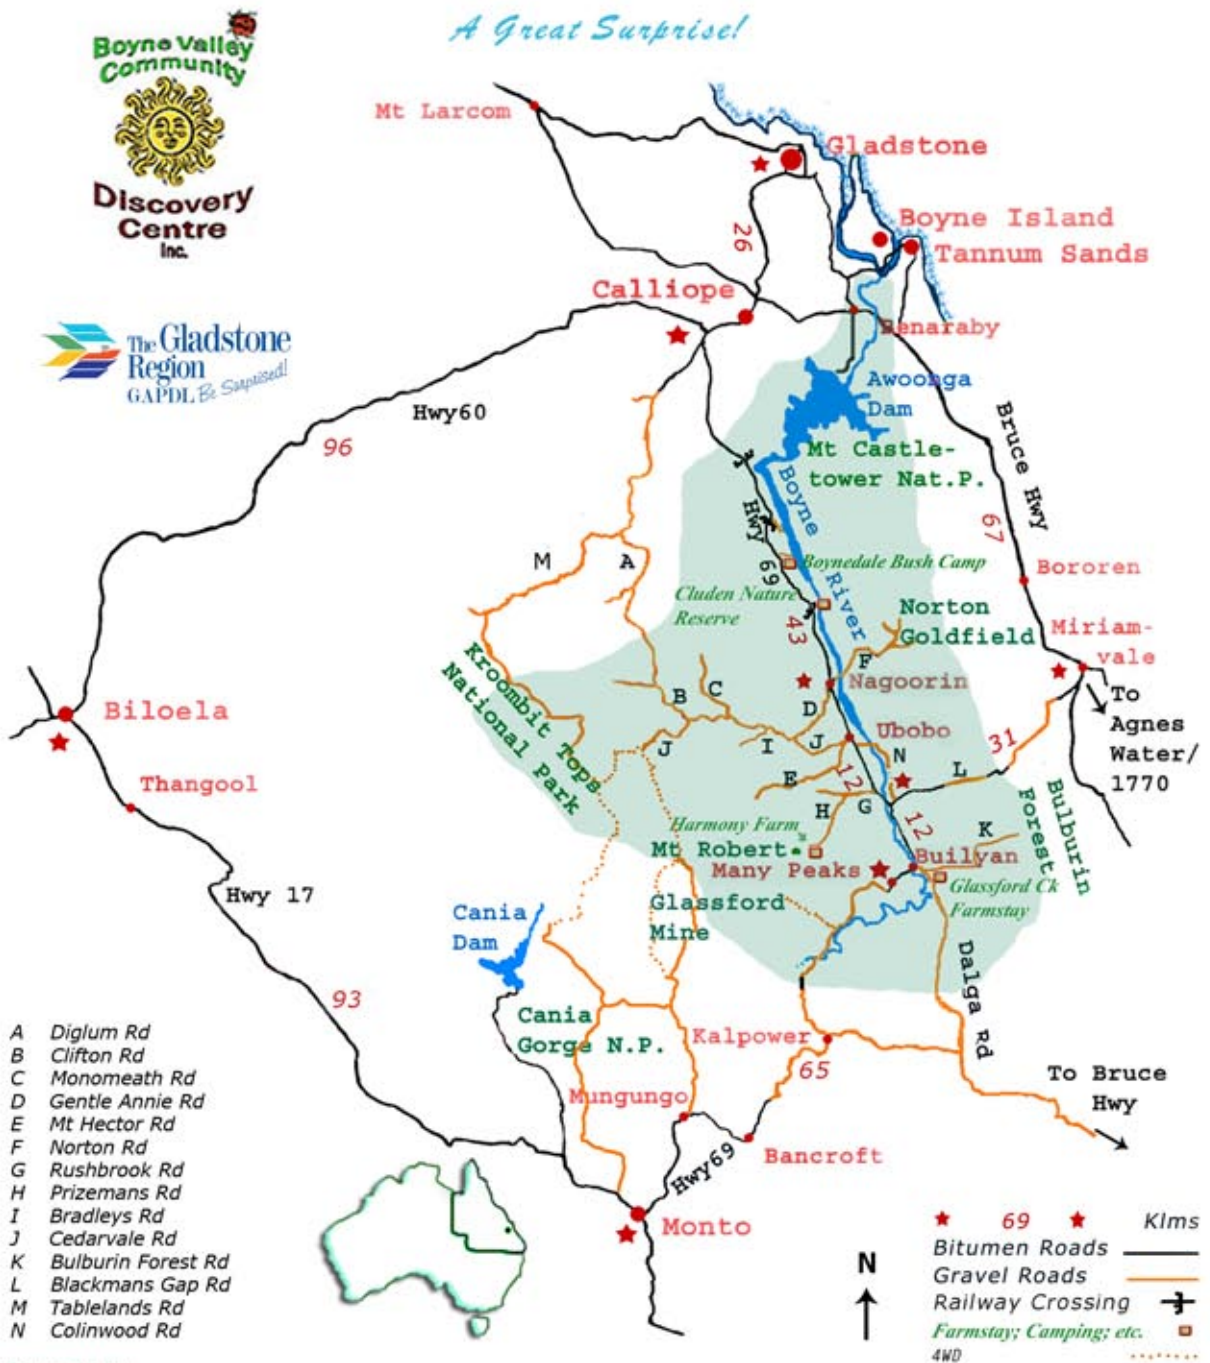 A Great Surprise!
Boyne Valley
Community
Discovery
Centre
Inc.
The Gladstone
Region
GAPDL Be Surprised!
Mt Larcom
Gladstone
Boyne Island
Tannum Sands
26
Calliope
Benaraby
Hwy60
96
Awoonga
Dam
Mt Castle-
tower Nat.P.
Bruce Hwy
67
Boyne
River
Hwy
69
Boynedale Bush Camp
Bororen
M
A
Cluden Nature
Reserve
43
Norton
Goldfield
Miriam-
vale
F
Kroombit Tops
National Park
Nagoorin
To
Agnes
Water/
1770
Biloela
B
C
D
J
I
J
Ubobo
N
31
Thangool
E
12
L
H
G
12
K
Bulburin
Forest
Harmony Farm
Mt Robert
Many Peaks
Builyan
Glassford Ck
Farmstay
Hwy 17
Cania
Dam
Glassford
Mine
Dalga Rd
93
Cania
Gorge N.P.
Kalpower
65
To Bruce
Hwy
Mungungo
Hwy69
Bancroft
Monto
A Diglum Rd
B Clifton Rd
C Monomeath Rd
D Gentle Annie Rd
E Mt Hector Rd
F Norton Rd
G Rushbrook Rd
H Prizemans Rd
I Bradleys Rd
J Cedarvale Rd
K Bulburin Forest Rd
L Blackmans Gap Rd
M Tablelands Rd
N Colinwood Rd
N
69 Klms
Bitumen Roads
Gravel Roads
Railway Crossing
Farmstay; Camping; etc.
4WD